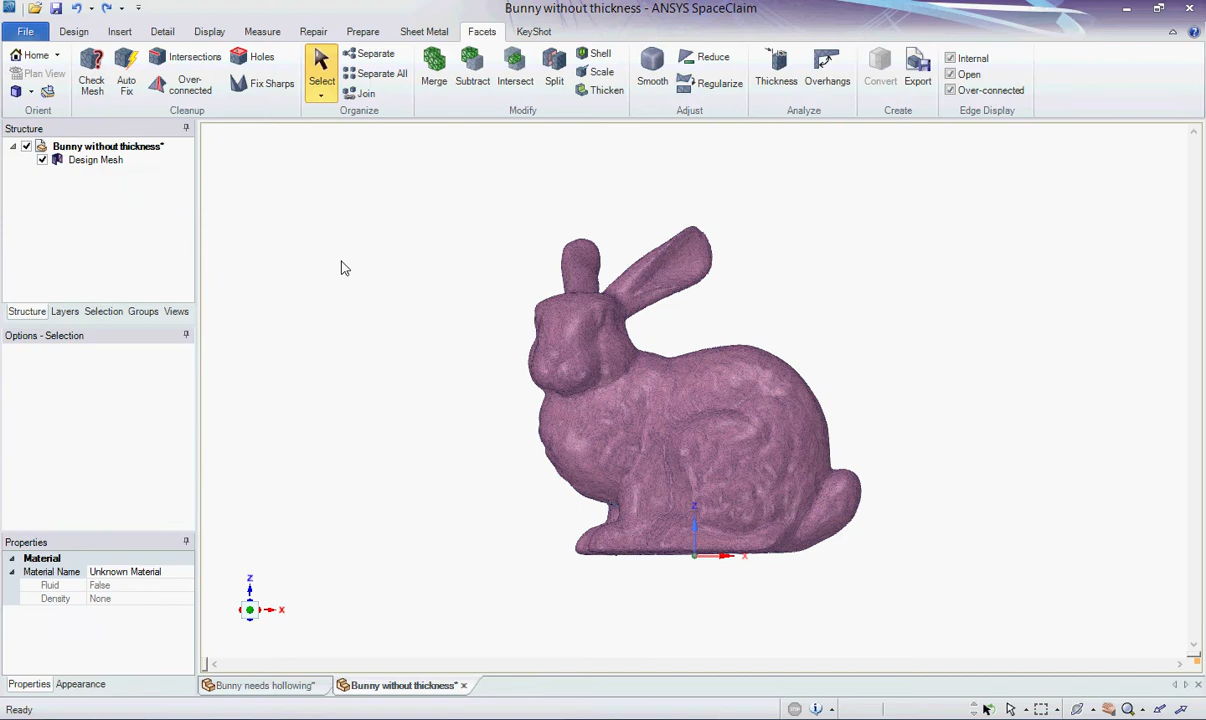 Bunny without thickness - ANSYS SpaceClaim
File Design Insert Detail Display Measure Repair Prepare Sheet Metal Facets KeyShot
Home
Plan View
Orient
Check Mesh
Auto Fix
Intersections
Over-connected
Holes
Fix Sharps
Cleanup
Select
Separate
Separate All
Join
Organize
Merge
Subtract
Intersect
Split
Shell
Scale
Thicken
Modify
Smooth
Reduce
Regularize
Adjust
Thickness
Overhangs
Analyze
Convert
Export
Create
Internal
Open
Over-connected
Edge Display
Structure
Bunny without thickness*
Design Mesh
Structure Layers Selection Groups Views
Options - Selection
Properties
Material
Material Name Unknown Material
Fluid False
Density None
Properties Appearance
Z
X
Z
X
Bunny needs hollowing* Bunny without thickness*
Ready